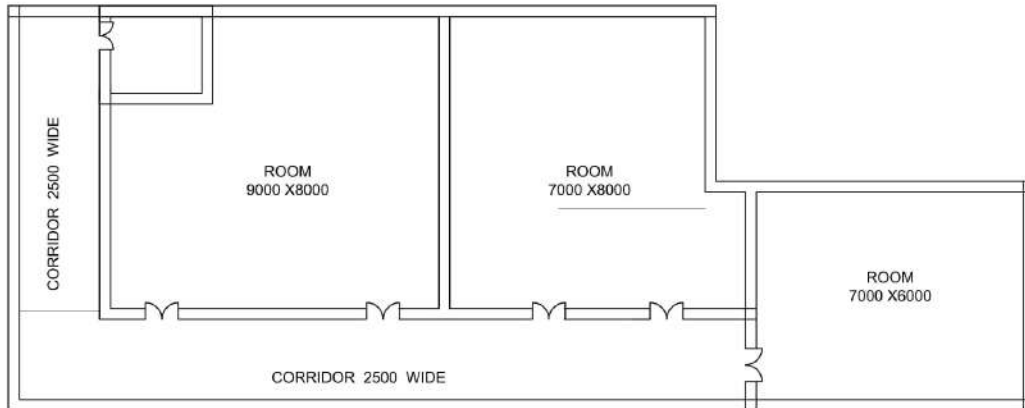 CORRIDOR 2500 WIDE
ROOM
9000 X8000
ROOM
7000 X8000
ROOM
7000 X6000
CORRIDOR 2500 WIDE